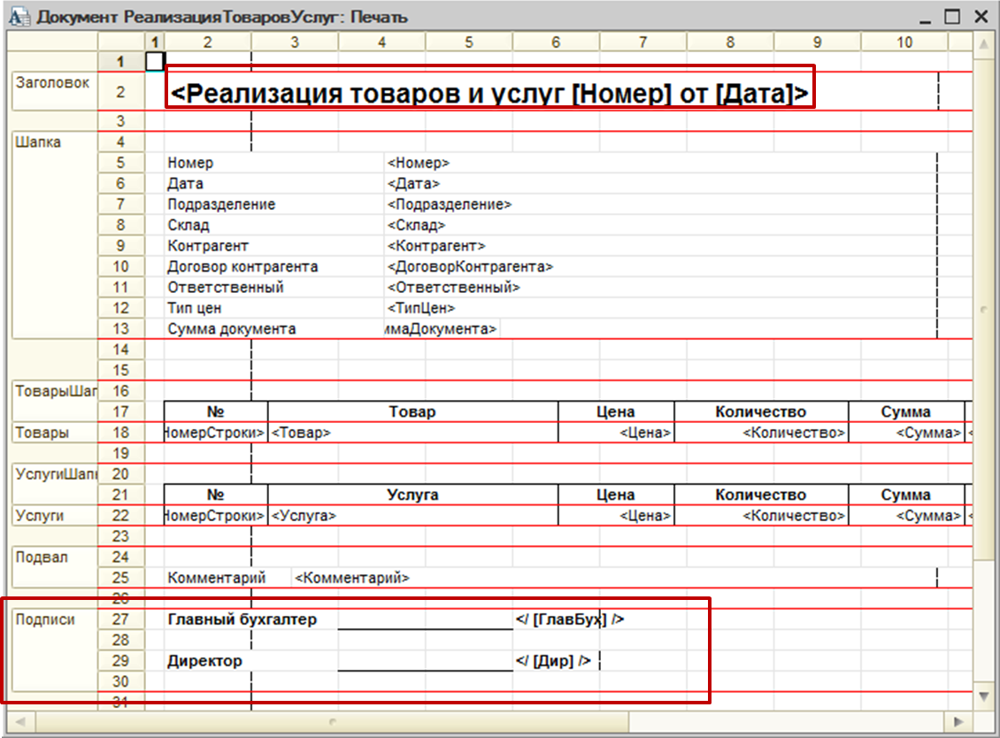 Документ РеализацияТоваровУслуг: Печать
1 2 3 4 5 6 7 8 9 10
1
Заголовок 2 <Реализация товаров и услуг [Номер] от [Дата]>
3
Шапка 4
5 Номер <Номер>
6 Дата <Дата>
7 Подразделение <Подразделение>
8 Склад <Склад>
9 Контрагент <Контрагент>
10 Договор контрагента <ДоговорКонтрагента>
11 Ответственный <Ответственный>
12 Тип цен <ТипЦен>
13 Сумма документа ммаДокумента>
14
15
ТоварыШап 16
17 № Товар Цена Количество Сумма
Товары 18 НомерСтроки> <Товар> <Цена> <Количество> <Сумма> <
19
УслугиШап 20
21 № Услуга Цена Количество Сумма
Услуги 22 НомерСтроки> <Услуга> <Цена> <Количество> <Сумма> <
23
Подвал 24
25 Комментарий <Комментарий>
26
Подписи 27 Главный бухгалтер </ [ГлавБух] />
28
29 Директор </ [Дир] />
30
31